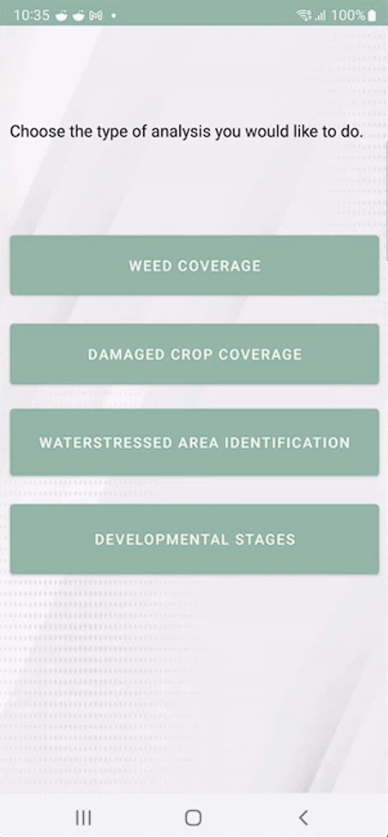 10:35 100%
Choose the type of analysis you would like to do.
WEED COVERAGE
DAMAGED CROP COVERAGE
WATERSTRESSED AREA IDENTIFICATION
DEVELOPMENTAL STAGES